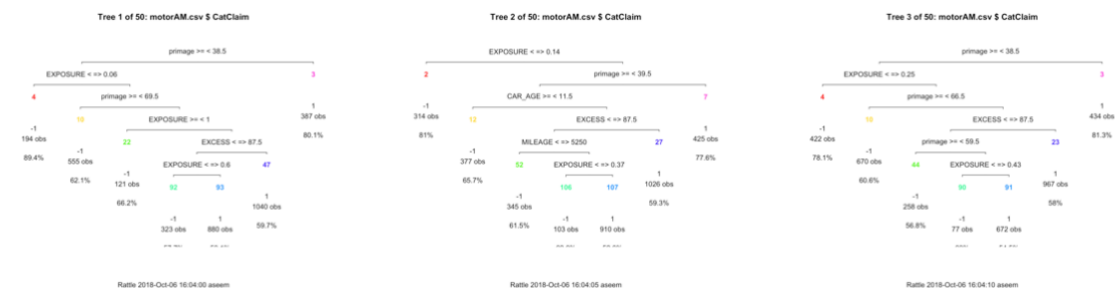 Tree 1 of 50: motorAM.csv $ CatClaim
primage >= < 38.5
EXPOSURE < => 0.06
3
4
primage >= < 69.5
10
EXPOSURE >= < 1
1
387 obs
80.1%
-1
194 obs
89.4%
22
EXCESS < => 87.5
-1
555 obs
62.1%
EXPOSURE < => 0.6
47
-1
121 obs
66.2%
92
93
1
1040 obs
59.7%
-1
323 obs
1
880 obs
Rattle 2018-Oct-06 16:04:00 aseem
Tree 2 of 50: motorAM.csv $ CatClaim
EXPOSURE < => 0.14
2
primage >= < 39.5
CAR_AGE >= < 11.5
7
-1
314 obs
81%
12
EXCESS < => 87.5
1
425 obs
77.6%
MILEAGE < => 5250
27
-1
377 obs
65.7%
52
EXPOSURE < => 0.37
1
1026 obs
59.3%
106
107
-1
345 obs
61.5%
-1
103 obs
1
910 obs
Rattle 2018-Oct-06 16:04:05 aseem
Tree 3 of 50: motorAM.csv $ CatClaim
primage >= < 38.5
EXPOSURE < => 0.25
3
4
primage >= < 66.5
10
EXCESS < => 87.5
1
434 obs
81.3%
-1
422 obs
78.1%
primage >= < 59.5
23
-1
670 obs
60.6%
44
EXPOSURE < => 0.43
1
967 obs
58%
90
91
-1
258 obs
56.8%
-1
77 obs
1
672 obs
Rattle 2018-Oct-06 16:04:10 aseem